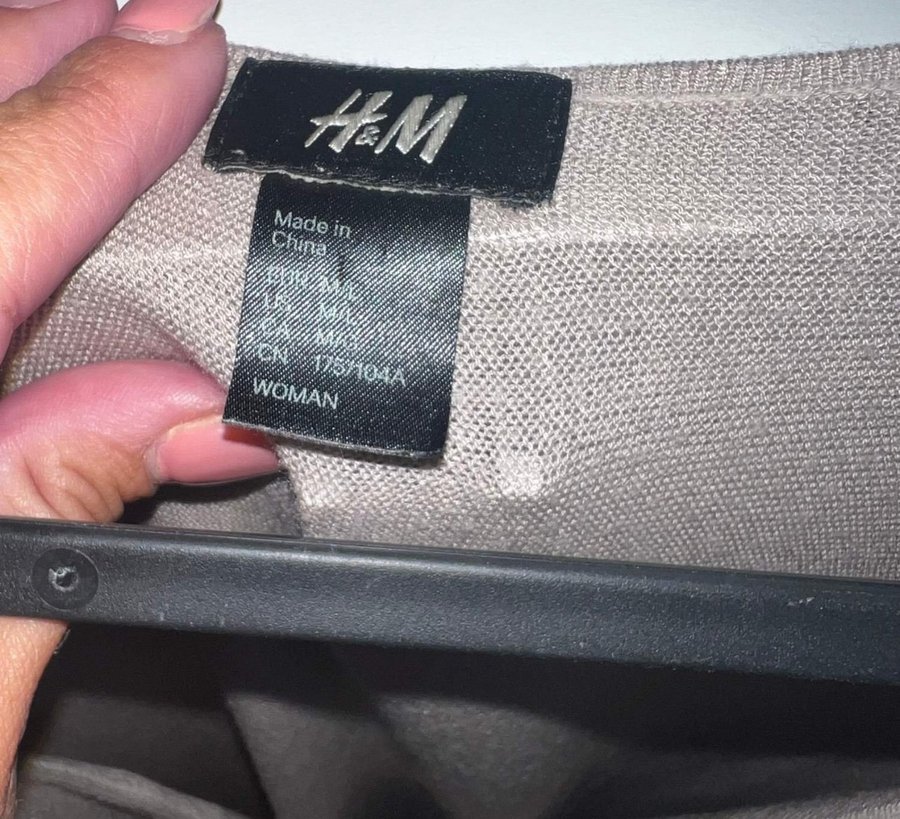 H&M
Made in
China
EUR M/L
US M/L
CA M/L
CN 175/104A
WOMAN